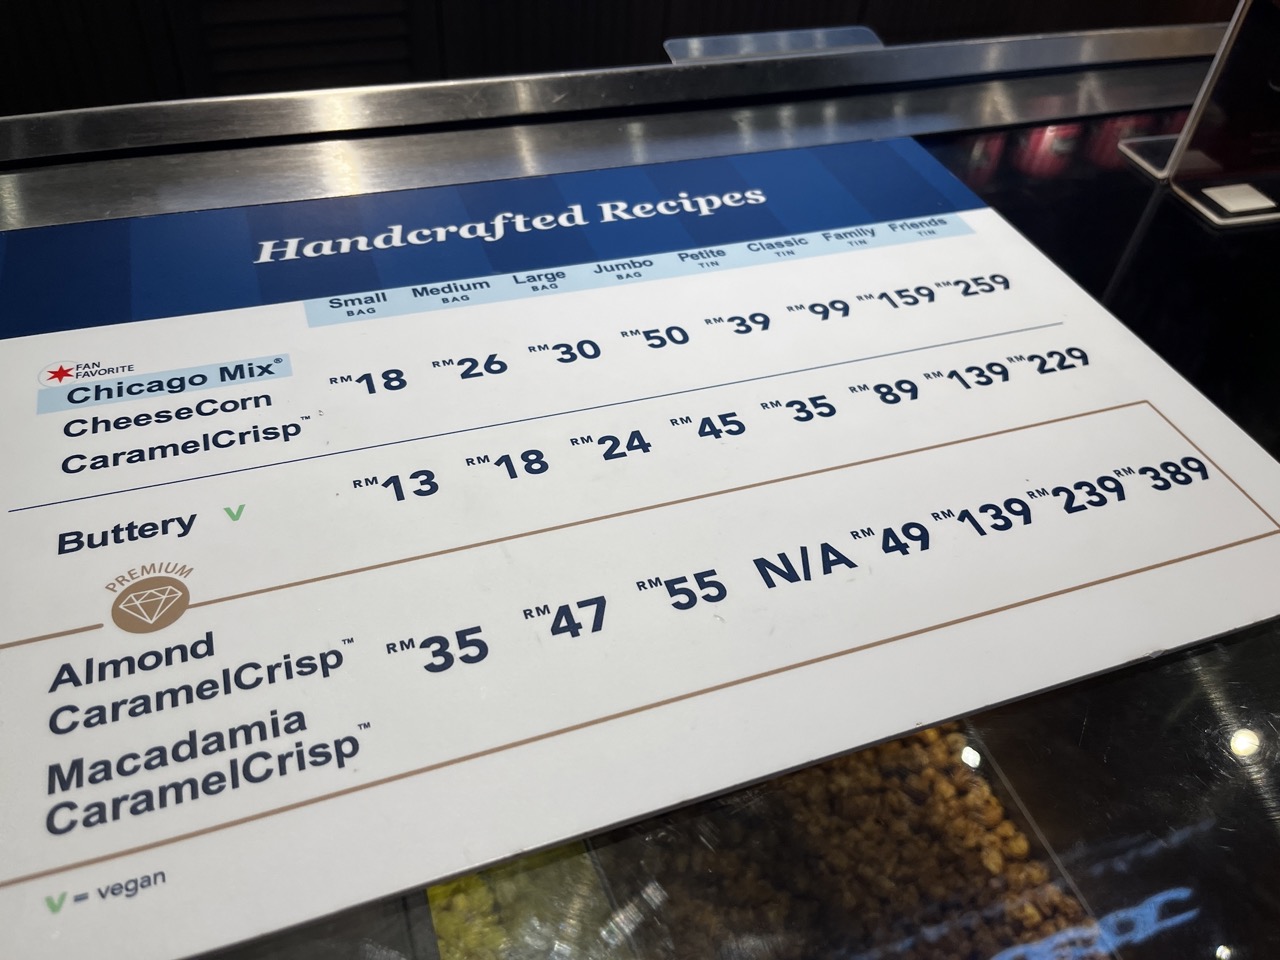 Handcrafted Recipes
Small BAG Medium BAG Large BAG Jumbo BAG Petite TIN Classic TIN Family TIN Friends TIN
FAN FAVORITE
Chicago Mix®
CheeseCorn
CaramelCrisp™
RM18 RM26 RM30 RM50 RM39 RM99 RM159 RM259
Buttery V RM13 RM18 RM24 RM45 RM35 RM89 RM139 RM229
PREMIUM
Almond
CaramelCrisp™
Macadamia
CaramelCrisp™
RM35 RM47 RM55 N/A RM49 RM139 RM239 RM389
V = vegan